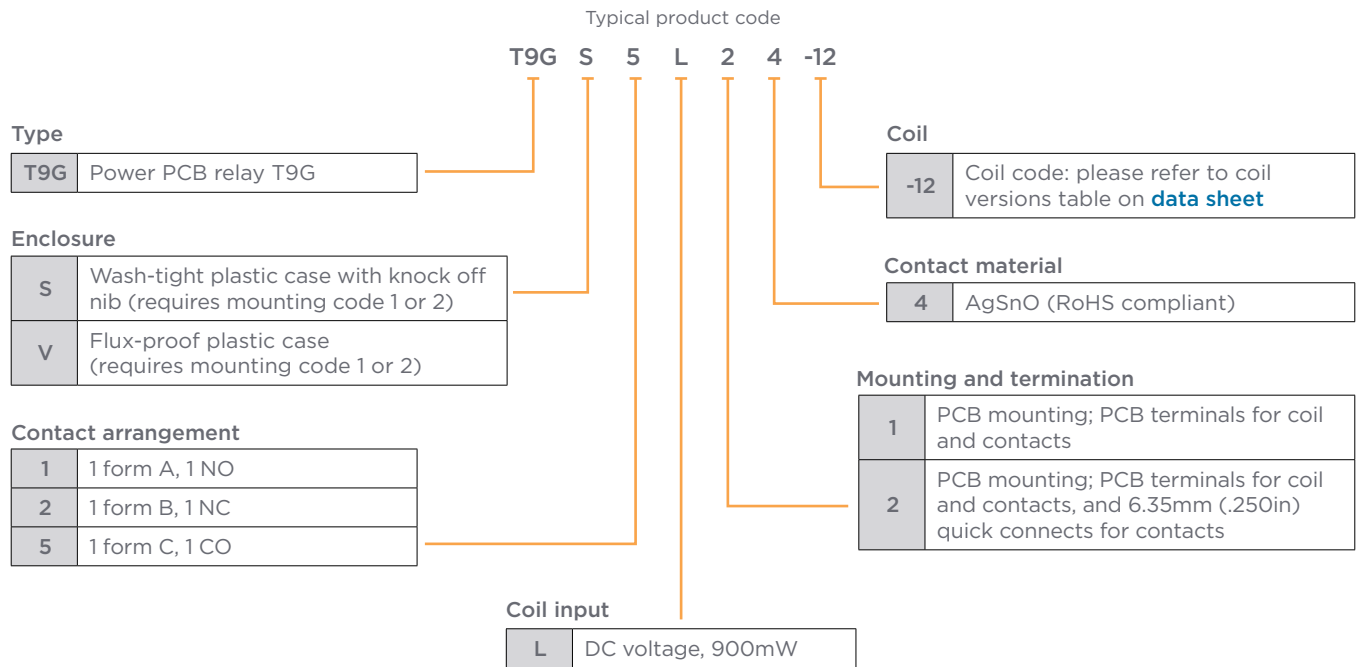 Typical product code
T9G S 5 L 2 4 -12
Type
T9G Power PCB relay T9G
Enclosure
S Wash-tight plastic case with knock off
nib (requires mounting code 1 or 2)
V Flux-proof plastic case
(requires mounting code 1 or 2)
Contact arrangement
1 1 form A, 1 NO
2 1 form B, 1 NC
5 1 form C, 1 CO
Coil input
L DC voltage, 900mW
Coil
-12 Coil code: please refer to coil
versions table on data sheet
Contact material
4 AgSnO (RoHS compliant)
Mounting and termination
1 PCB mounting; PCB terminals for coil
and contacts
2 PCB mounting; PCB terminals for coil
and contacts, and 6.35mm (.250in)
quick connects for contacts